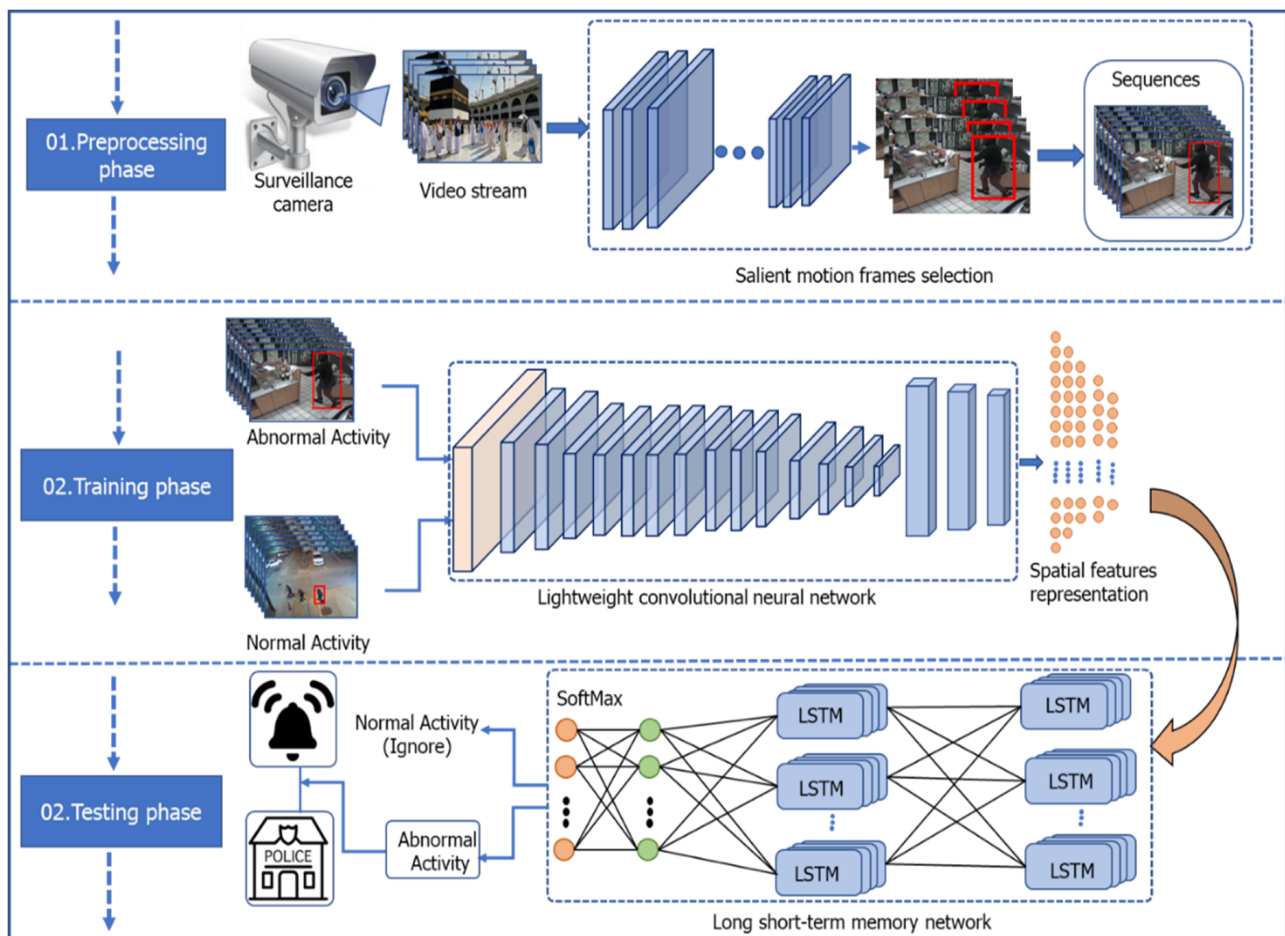 01.Preprocessing
phase
Surveillance
camera
Video stream
Sequences
Salient motion frames selection
02.Training phase
Abnormal Activity
Normal Activity
Lightweight convolutional neural network
Spatial features
representation
02.Testing phase
POLICE
Normal Activity
(Ignore)
Abnormal
Activity
SoftMax
LSTM
LSTM
LSTM
LSTM
LSTM
LSTM
Long short-term memory network